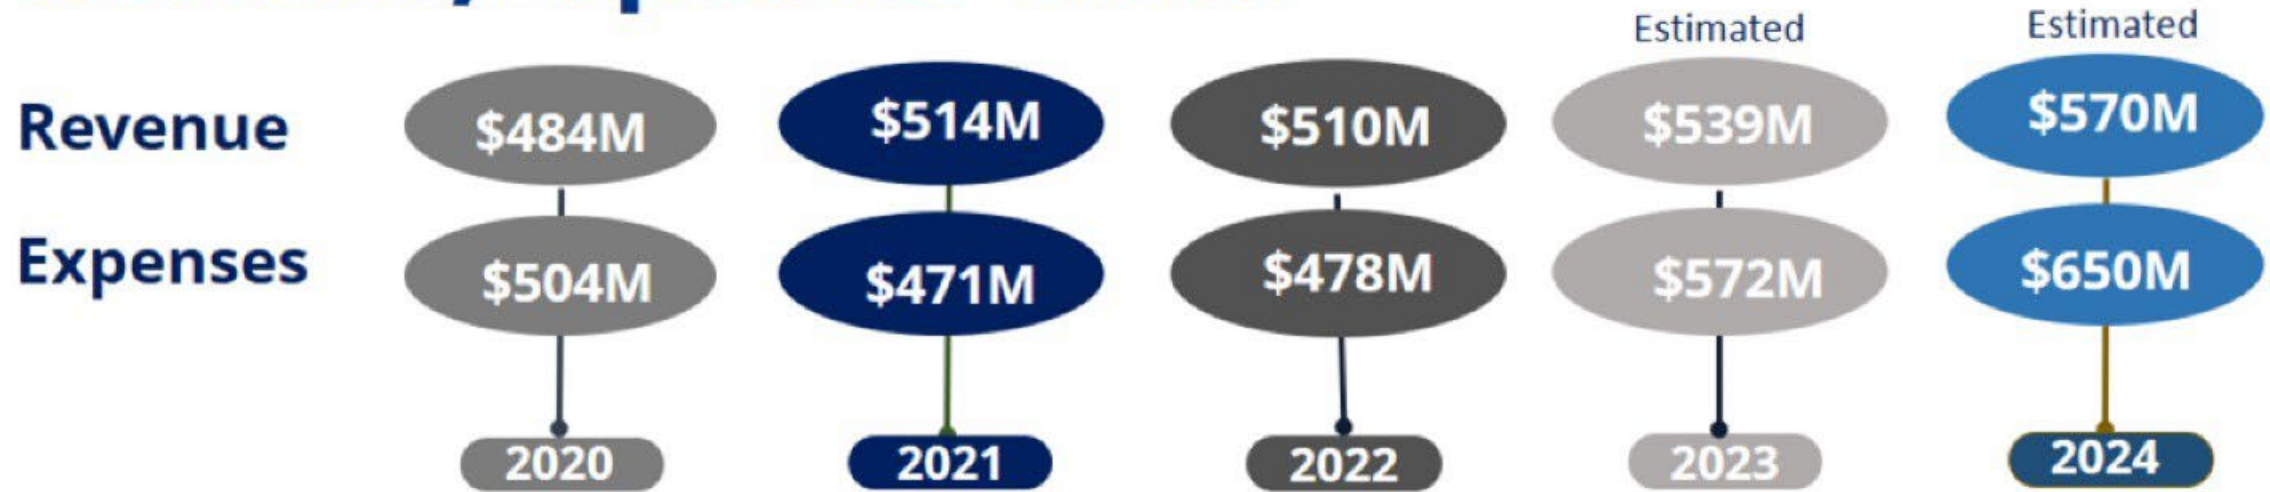 Estimated Estimated
Revenue $484M $514M $510M $539M $570M
Expenses $504M $471M $478M $572M $650M
2020 2021 2022 2023 2024